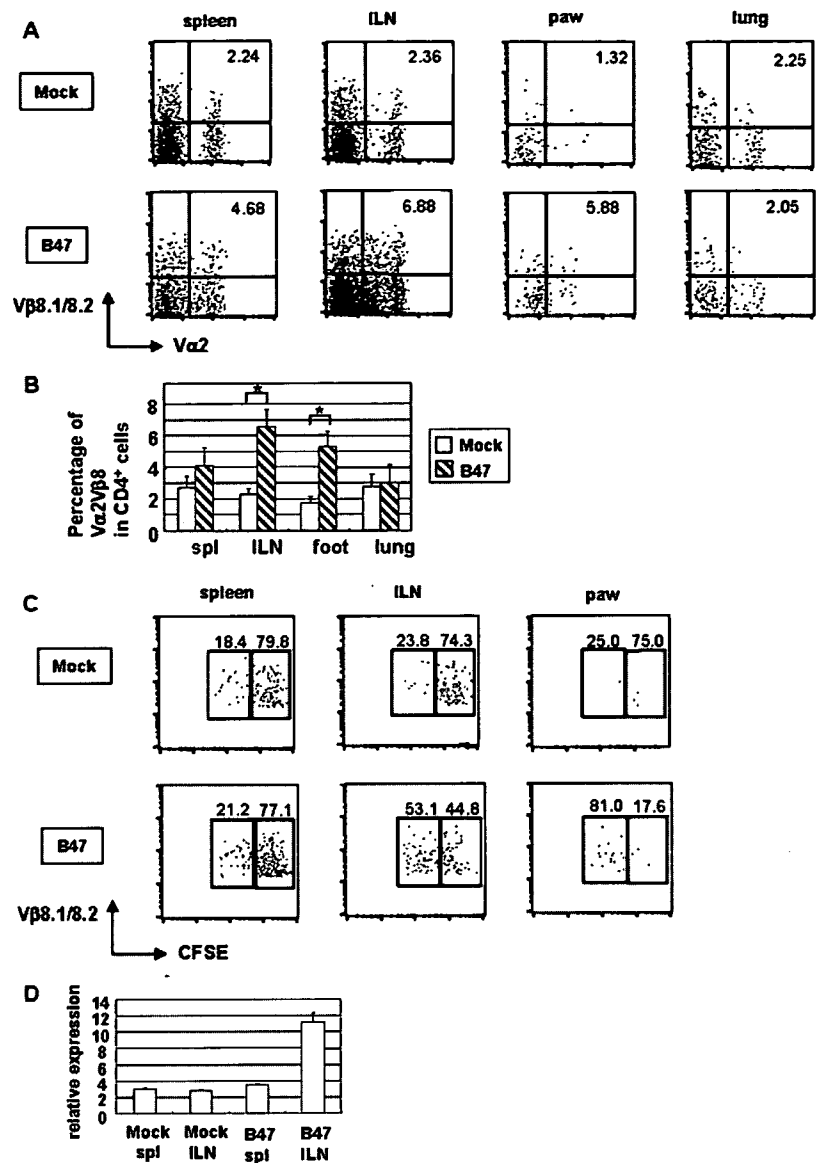 A
spleen ILN paw lung
Mock
2.24 2.36 1.32 2.25
B47
4.68 6.88 5.88 2.05
Vβ8.1/8.2
Vα2
B
Percentage of
Vα2Vβ8
in CD4+ cells
8
6
4
2
0
* *
spl ILN foot lung
Mock
B47
C
spleen ILN paw
Mock
18.4 79.8 23.8 74.3 25.0 75.0
B47
21.2 77.1 53.1 44.8 81.0 17.6
Vβ8.1/8.2
CFSE
D
relative expression
14
12
10
8
6
4
2
0
Mock Mock B47 B47
spl ILN spl ILN